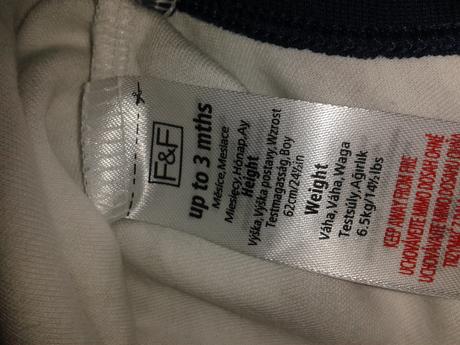 F&F
up to 3 mths
Měsíce, Mesiace
Miesięcy, Hónap, Ay
Height
Výška, Výška postavy, Wzrost
Testmagasság, Boy
62cm/24½in
Weight
Váha, Váha, Waga
Testsúly, Ağırlık
6.5kg/14½lbs
KEEP AWAY FROM FIRE
UCHOVÁVEJTE MIMO DOSAH OHNĚ
UCHOVÁVAJTE MIMO DOSAHU OHŇA
TRZYMAĆ Z